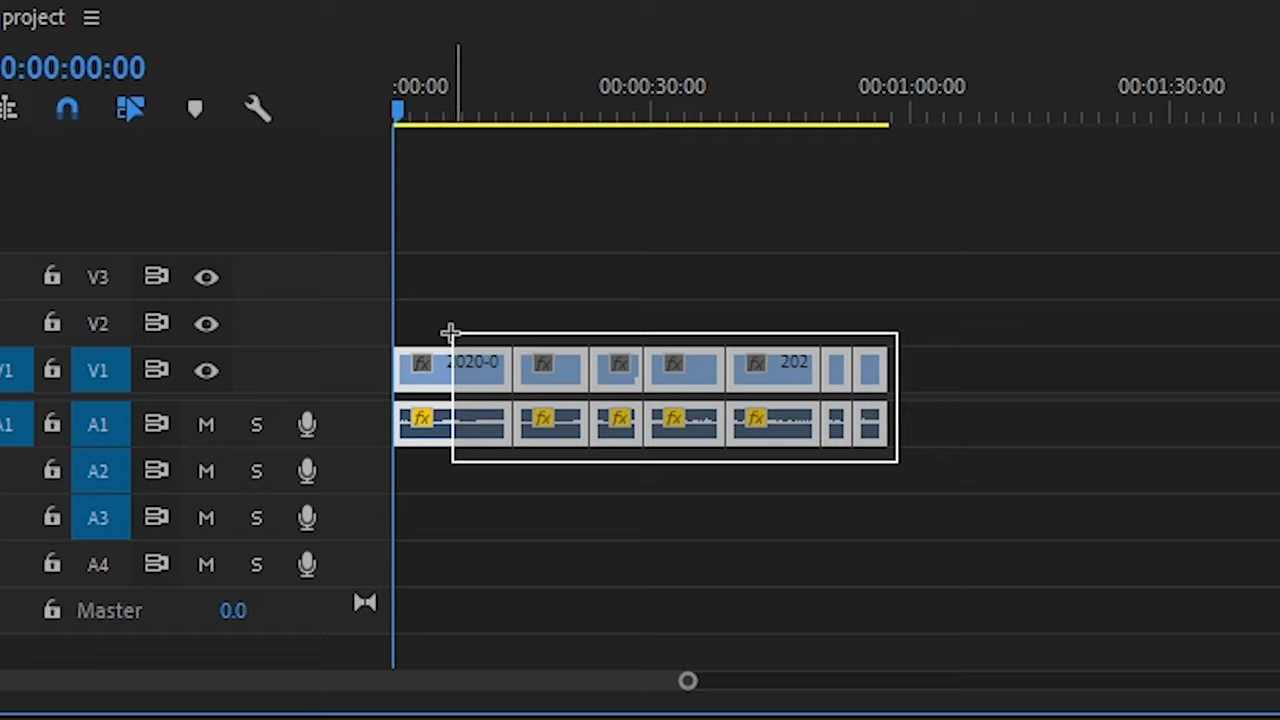 project
0:00:00:00
:00:00 00:00:30:00 00:01:00:00 00:01:30:00
V3
V2
V1 V1
fx 2020-0 fx fx fx fx 202
A1 A1 M S
fx fx fx fx fx
A2 M S
A3 M S
A4 M S
Master 0.0